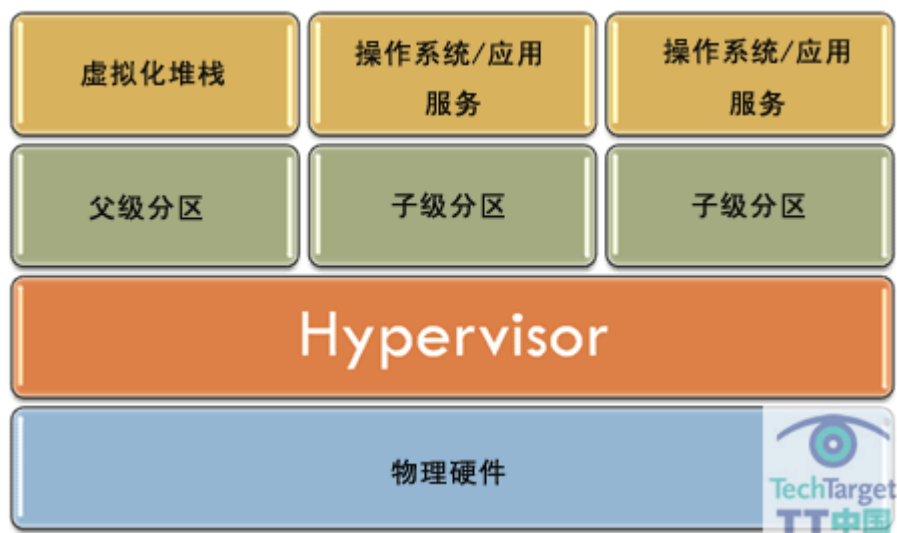 虚拟化堆栈
操作系统/应用
服务
操作系统/应用
服务
父级分区
子级分区
子级分区
Hypervisor
物理硬件
TechTarget
TT中国